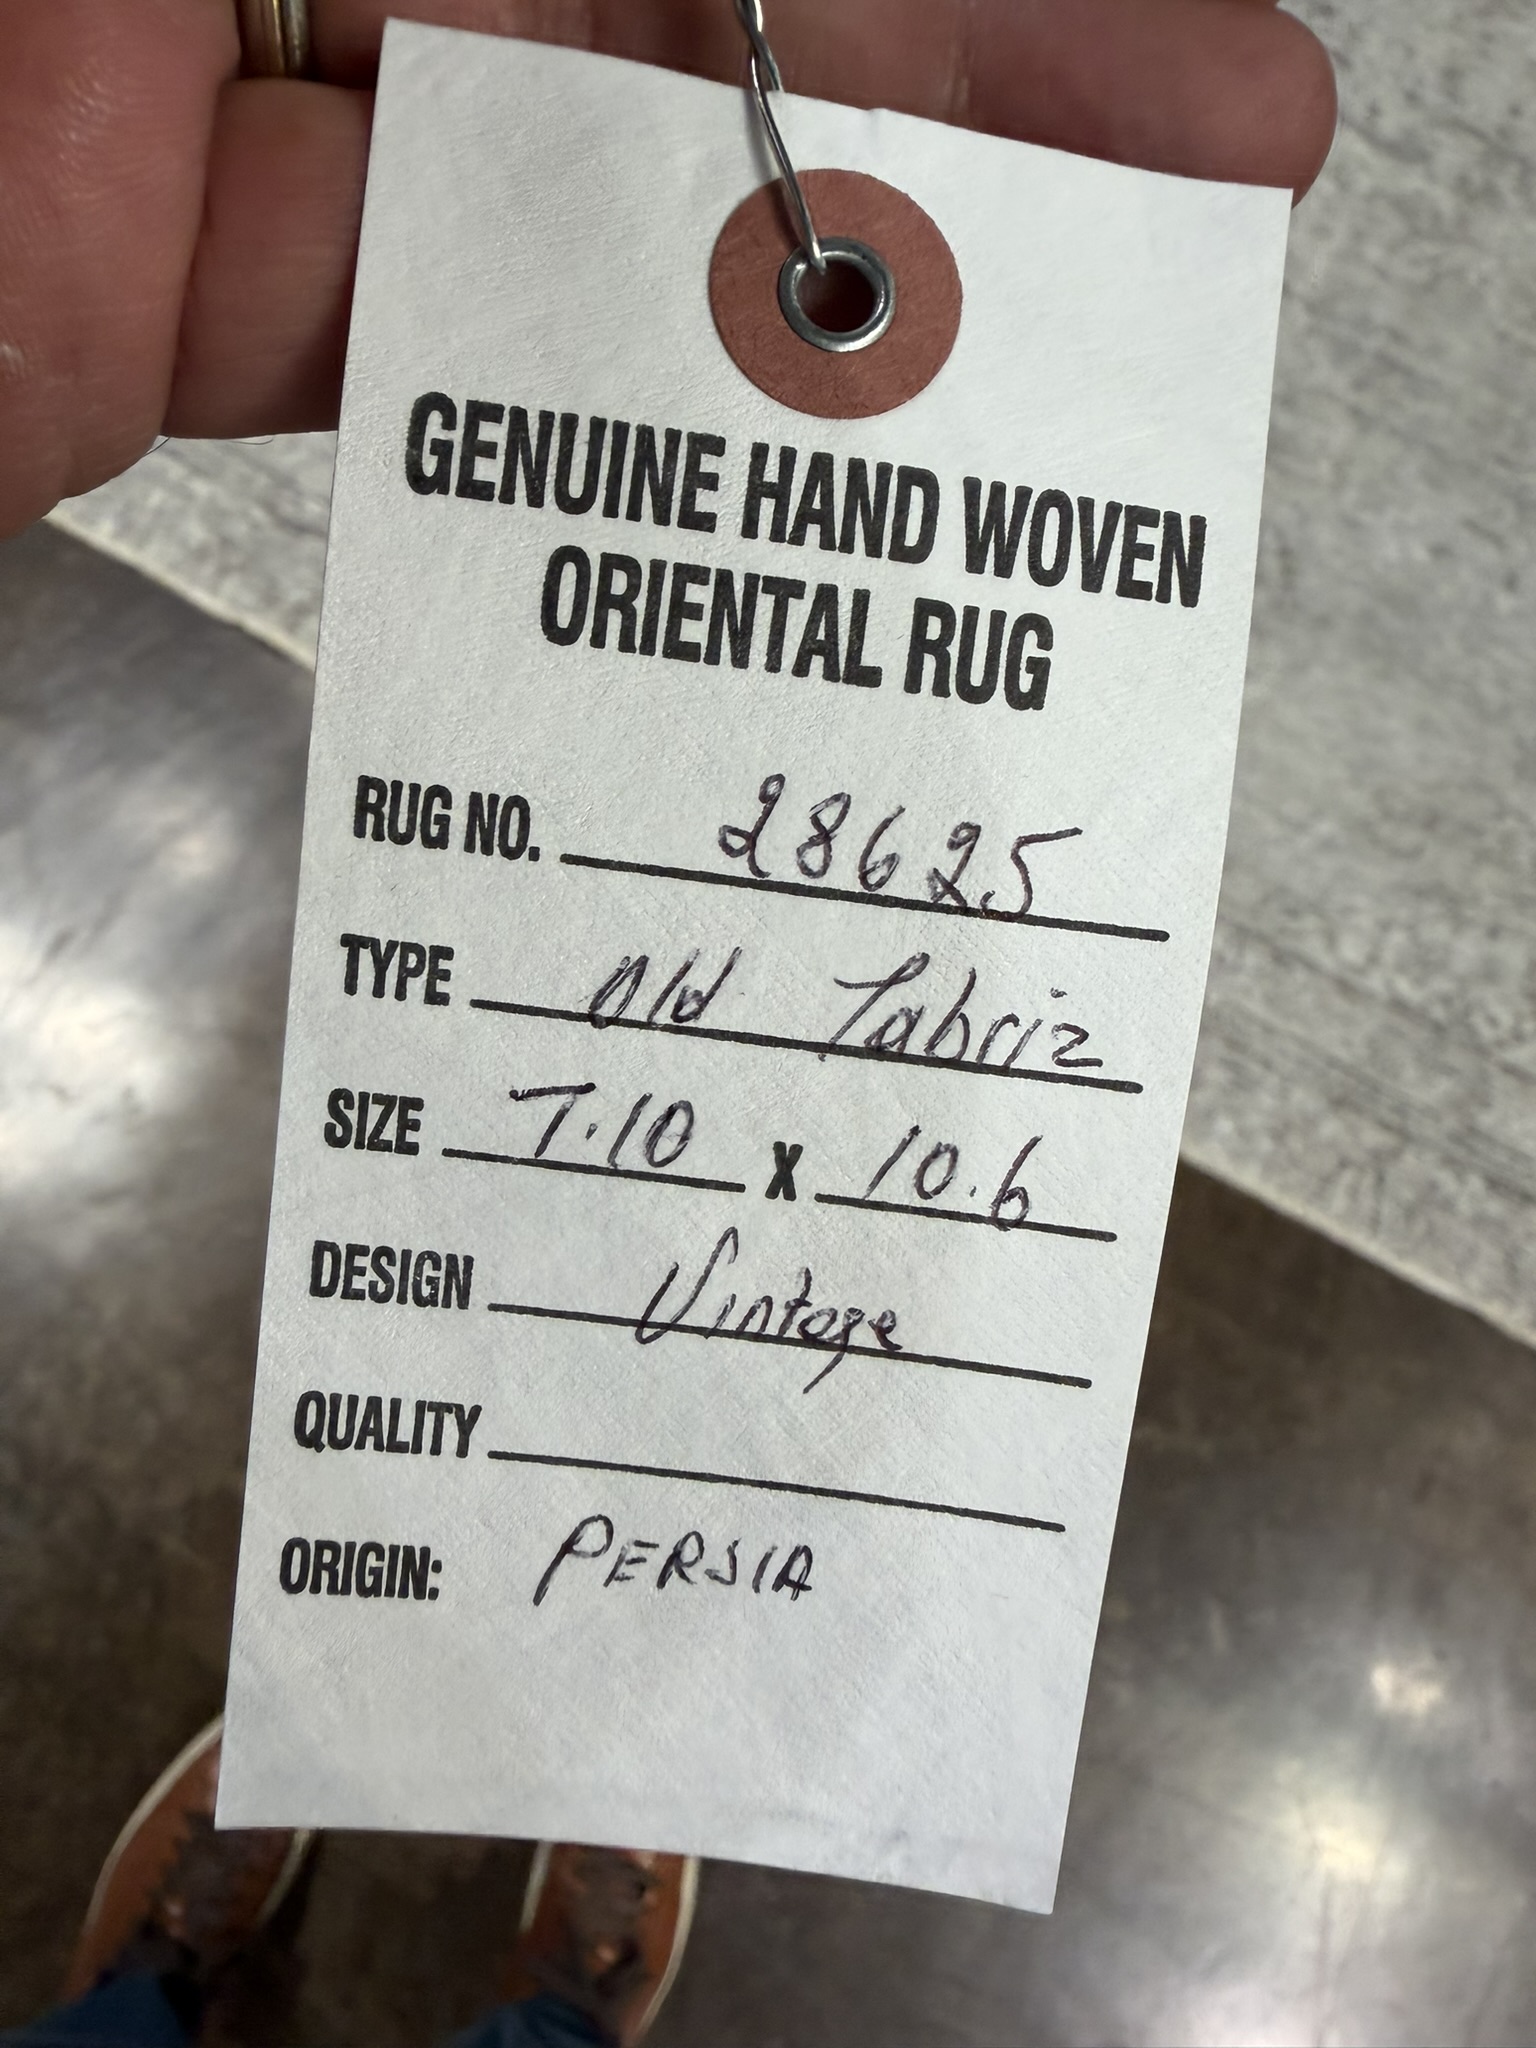 GENUINE HAND WOVEN
ORIENTAL RUG
RUG NO. 28625
TYPE Old Tabriz
SIZE 7.10 X 10.6
DESIGN Vintage
QUALITY
ORIGIN: PERSIA